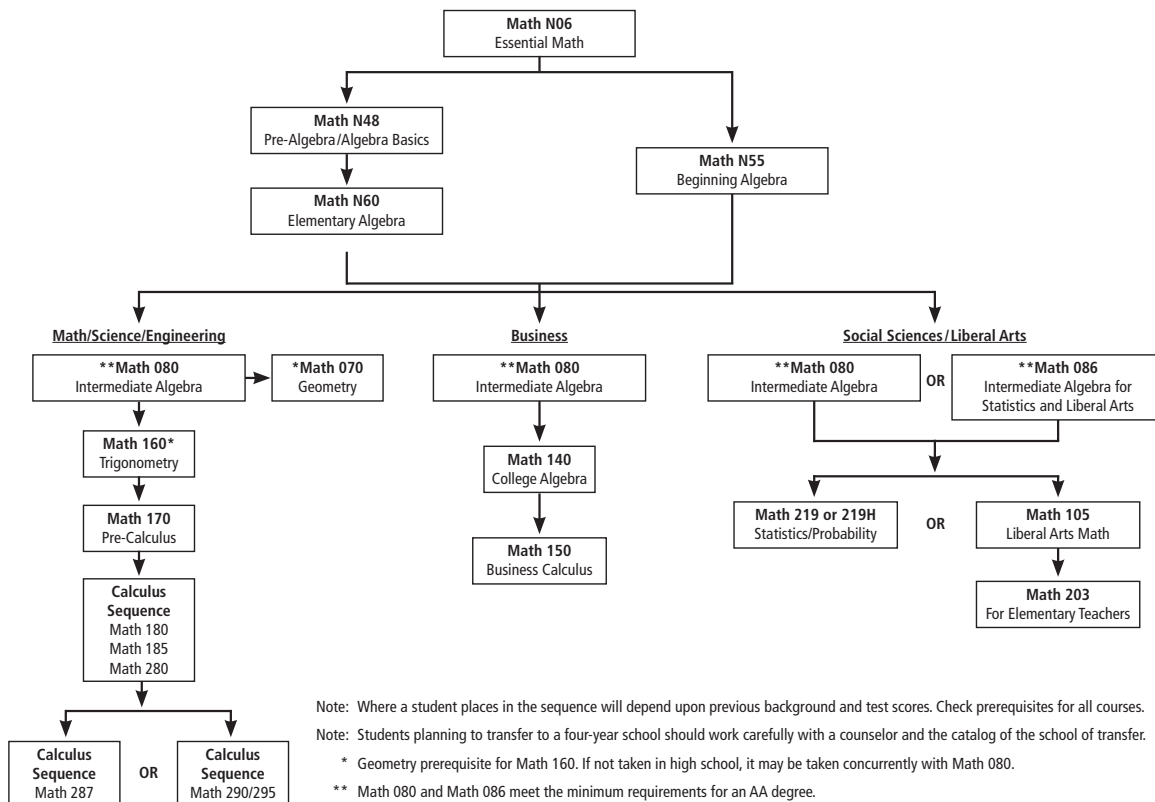 Math N06
Essential Math
Math N48
Pre-Algebra/Algebra Basics
Math N55
Beginning Algebra
Math N60
Elementary Algebra
Math/Science/Engineering
**Math 080
Intermediate Algebra
*Math 070
Geometry
Math 160*
Trigonometry
Math 170
Pre-Calculus
Calculus
Sequence
Math 180
Math 185
Math 280
Calculus
Sequence
Math 287
OR
Calculus
Sequence
Math 290/295
Business
**Math 080
Intermediate Algebra
Math 140
College Algebra
Math 150
Business Calculus
Social Sciences/Liberal Arts
**Math 080
Intermediate Algebra
OR
**Math 086
Intermediate Algebra for
Statistics and Liberal Arts
Math 219 or 219H
Statistics/Probability
OR
Math 105
Liberal Arts Math
Math 203
For Elementary Teachers
Note: Where a student places in the sequence will depend upon previous background and test scores. Check prerequisites for all courses.
Note: Students planning to transfer to a four-year school should work carefully with a counselor and the catalog of the school of transfer.
* Geometry prerequisite for Math 160. If not taken in high school, it may be taken concurrently with Math 080.
** Math 080 and Math 086 meet the minimum requirements for an AA degree.